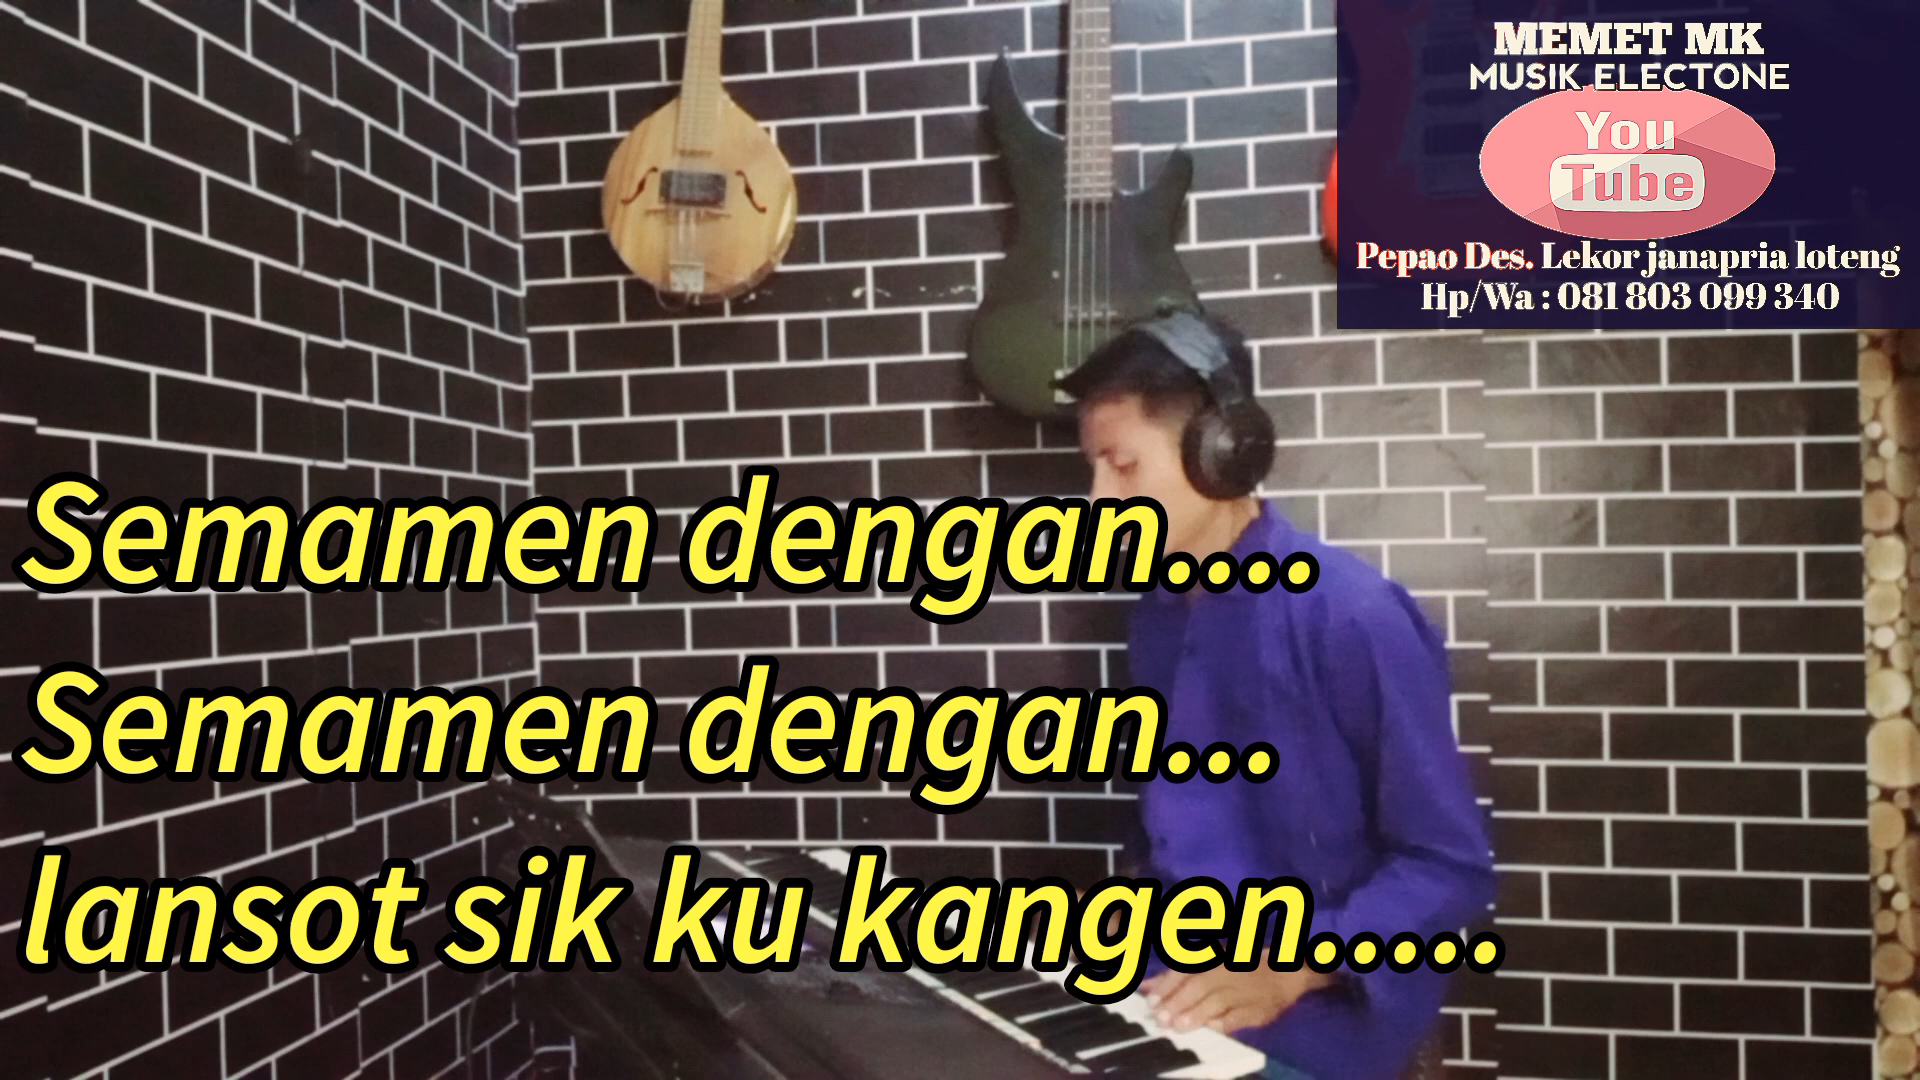 MEMET MK
MUSIK ELECTONE
You
Tube
Pepao Des. Lekor janapria loteng
Hp/Wa : 081 803 099 340
Semamen dengan....
Semamen dengan...
lansot sik ku kangen.....